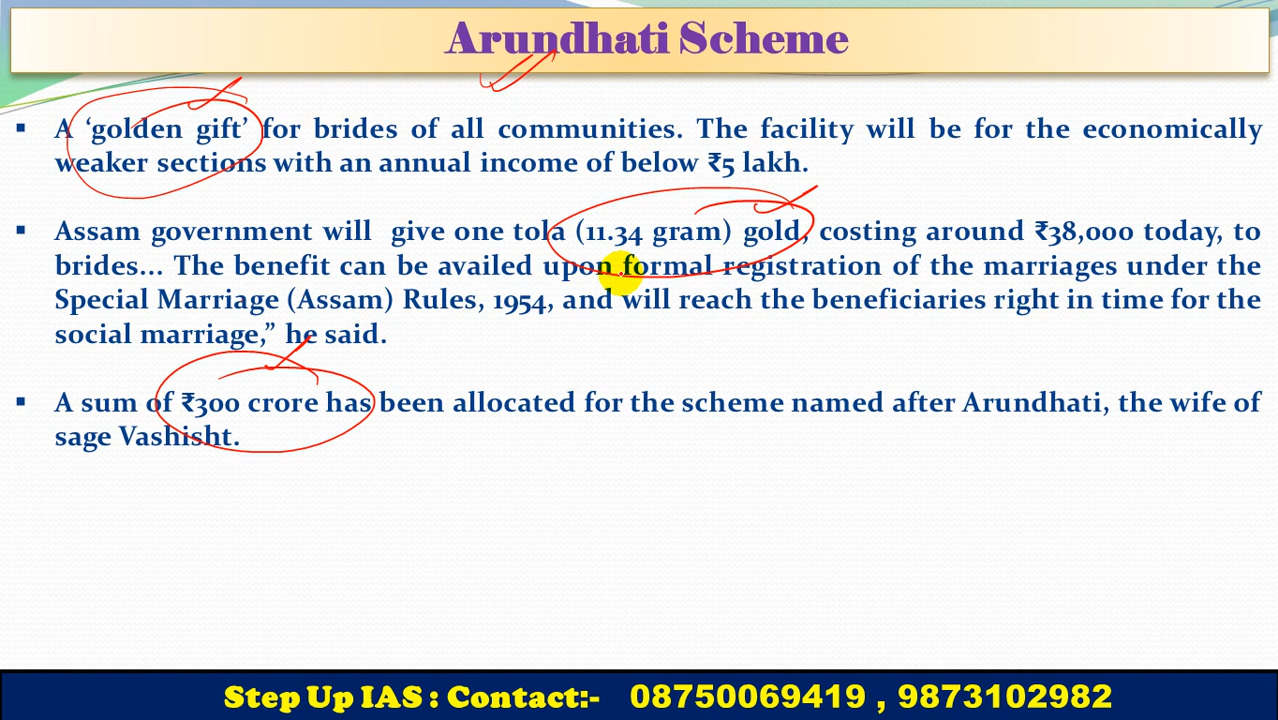 Arundhati Scheme
▪ A ‘golden gift’ for brides of all communities. The facility will be for the economically
weaker sections with an annual income of below ₹5 lakh.
▪ Assam government will give one tola (11.34 gram) gold, costing around ₹38,000 today, to
brides... The benefit can be availed upon formal registration of the marriages under the
Special Marriage (Assam) Rules, 1954, and will reach the beneficiaries right in time for the
social marriage,” he said.
▪ A sum of ₹300 crore has been allocated for the scheme named after Arundhati, the wife of
sage Vashisht.
Step Up IAS : Contact:- 08750069419 , 9873102982